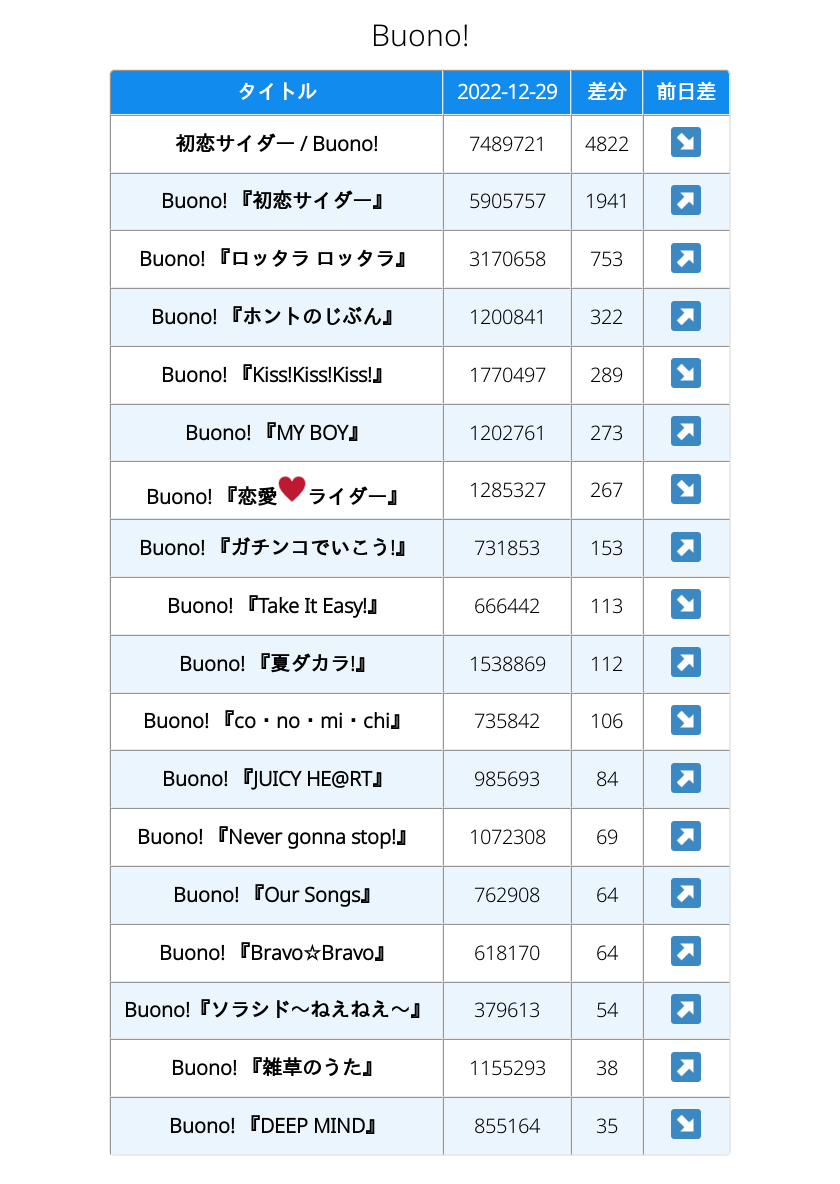 Buono!
タイトル 2022-12-29 差分 前日差
初恋サイダー / Buono! 7489721 4822 ↘
Buono! 『初恋サイダー』 5905757 1941 ↗
Buono! 『ロッタラ ロッタラ』 3170658 753 ↗
Buono! 『ホントのじぶん』 1200841 322 ↗
Buono! 『Kiss!Kiss!Kiss!』 1770497 289 ↘
Buono! 『MY BOY』 1202761 273 ↗
Buono! 『恋愛♥ライダー』 1285327 267 ↘
Buono! 『ガチンコでいこう!』 731853 153 ↗
Buono! 『Take It Easy!』 666442 113 ↘
Buono! 『夏ダカラ!』 1538869 112 ↗
Buono! 『co・no・mi・chi』 735842 106 ↘
Buono! 『JUICY HE@RT』 985693 84 ↗
Buono! 『Never gonna stop!』 1072308 69 ↗
Buono! 『Our Songs』 762908 64 ↗
Buono! 『Bravo☆Bravo』 618170 64 ↗
Buono!『ソラシド〜ねえねえ〜』 379613 54 ↗
Buono! 『雑草のうた』 1155293 38 ↗
Buono! 『DEEP MIND』 855164 35 ↘